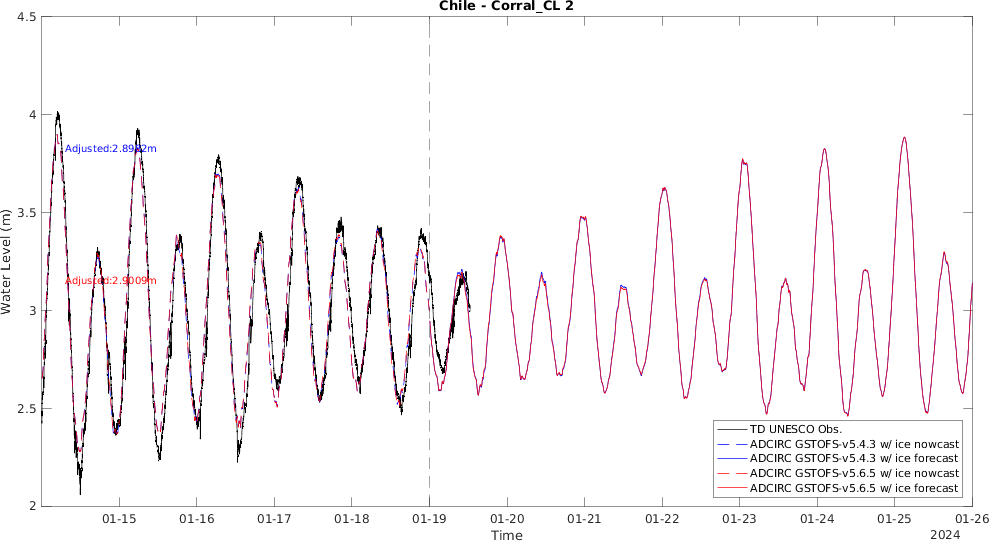 Chile - Corral_CL 2
4.5
4
3.5
3
2.5
2
Water Level (m)
Adjusted:2.8982m
Adjusted:2.9009m
TD UNESCO Obs.
ADCIRC GSTOFS-v5.4.3 w/ ice nowcast
ADCIRC GSTOFS-v5.4.3 w/ ice forecast
ADCIRC GSTOFS-v5.6.5 w/ ice nowcast
ADCIRC GSTOFS-v5.6.5 w/ ice forecast
01-15 01-16 01-17 01-18 01-19 01-20 01-21 01-22 01-23 01-24 01-25 01-26
Time
2024